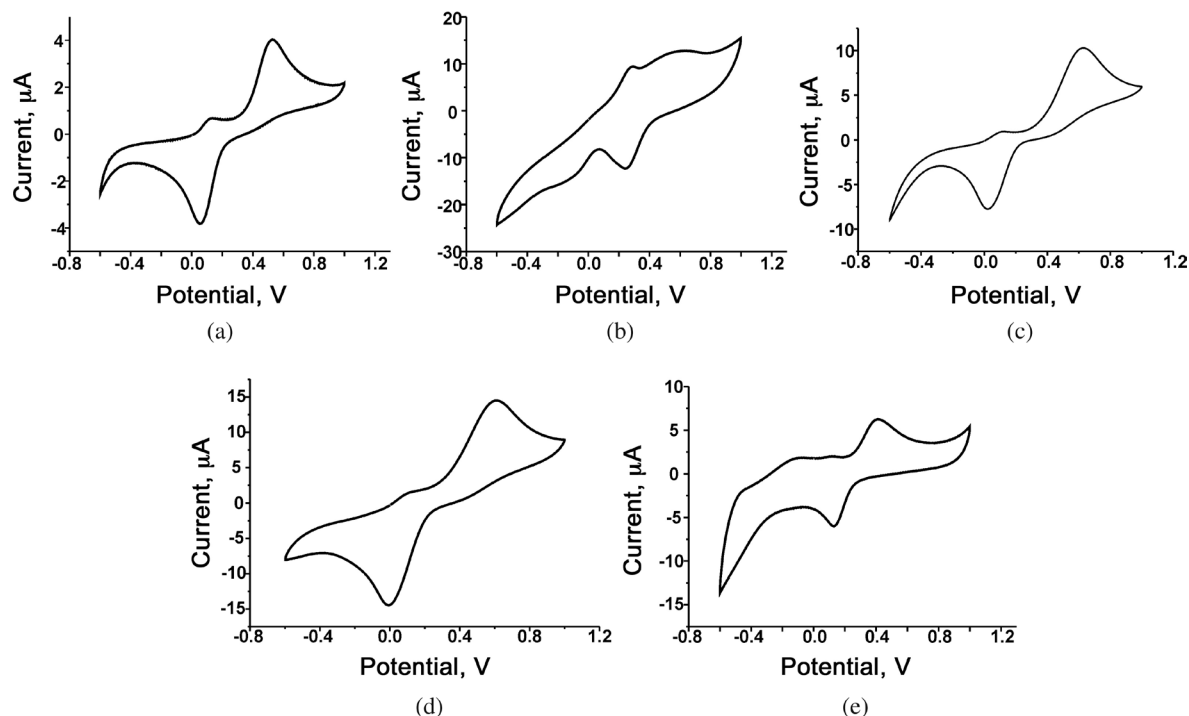 4
2
0
-2
-4
Current, μA
-0.8 -0.4 0.0 0.4 0.8 1.2
Potential, V
(a)
20
10
0
-10
-20
-30
Current, μA
-0.8 -0.4 0.0 0.4 0.8 1.2
Potential, V
(b)
10
5
0
-5
-10
Current, μA
-0.8 -0.4 0.0 0.4 0.8 1.2
Potential, V
(c)
15
10
5
0
-5
-10
-15
Current, μA
-0.8 -0.4 0.0 0.4 0.8 1.2
Potential, V
(d)
10
5
0
-5
-10
-15
Current, μA
-0.8 -0.4 0.0 0.4 0.8 1.2
Potential, V
(e)